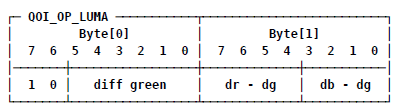 QOI_OP_LUMA
Byte[0] Byte[1]
7 6 5 4 3 2 1 0 7 6 5 4 3 2 1 0
1 0 diff green dr - dg db - dg